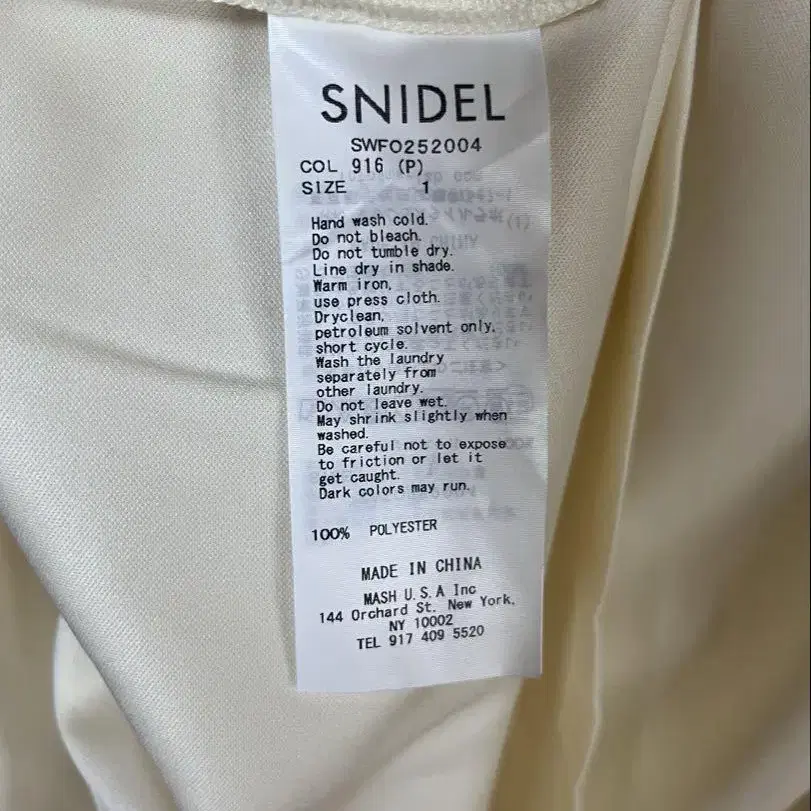 SNIDEL
SWFO252004
COL 916 (P)
SIZE 1
Hand wash cold.
Do not bleach.
Do not tumble dry.
Line dry in shade.
Warm iron,
use press cloth.
Dryclean,
petroleum solvent only,
short cycle.
Wash the laundry
separately from
other laundry.
Do not leave wet.
May shrink slightly when
washed.
Be careful not to expose
to friction or let it
get caught.
Dark colors may run.
100% POLYESTER
MADE IN CHINA
MASH U.S.A Inc
144 Orchard St. New York,
NY 10002
TEL 917 409 5520